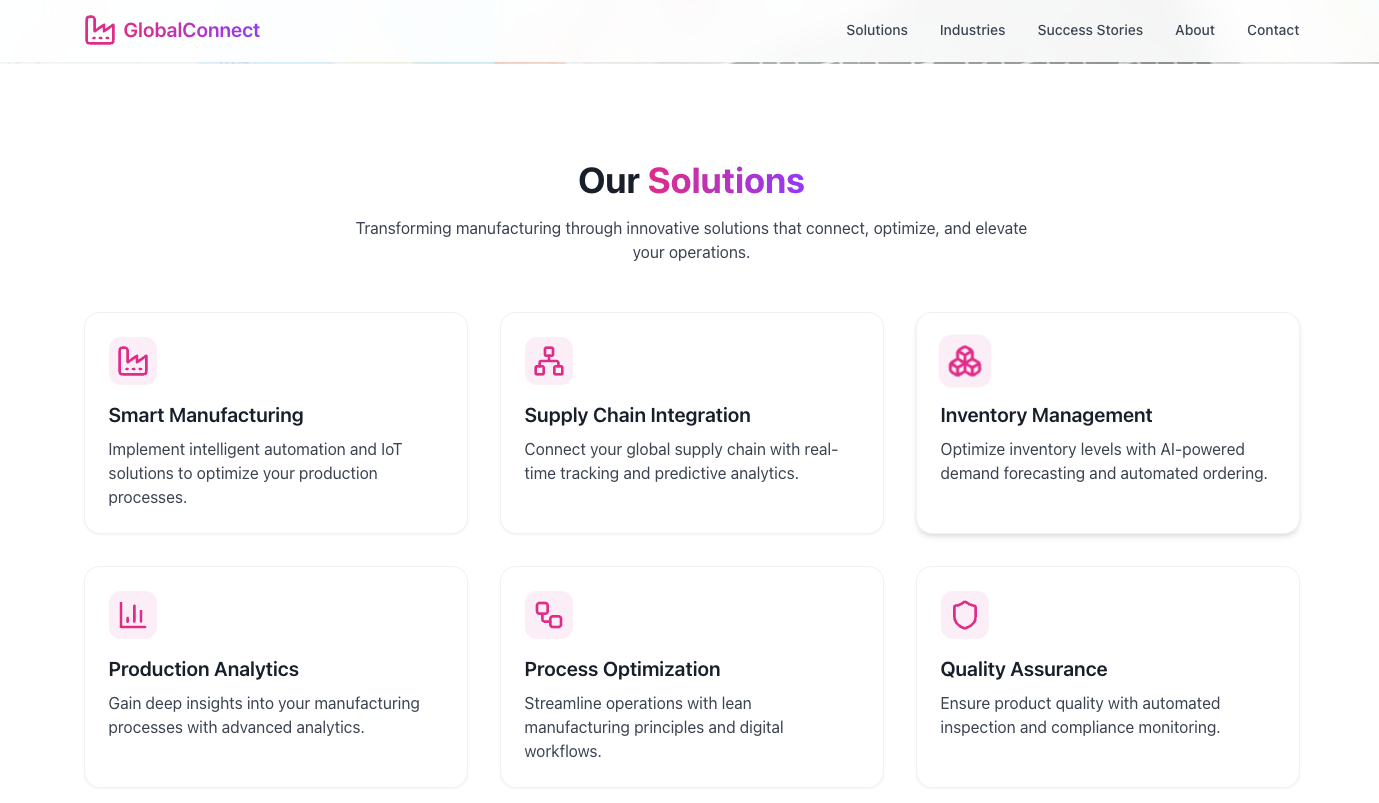 GlobalConnect
Solutions
Industries
Success Stories
About
Contact
Our Solutions
Transforming manufacturing through innovative solutions that connect, optimize, and elevate
your operations.
Smart Manufacturing
Implement intelligent automation and IoT
solutions to optimize your production
processes.
Supply Chain Integration
Connect your global supply chain with real-
time tracking and predictive analytics.
Inventory Management
Optimize inventory levels with AI-powered
demand forecasting and automated ordering.
Production Analytics
Gain deep insights into your manufacturing
processes with advanced analytics.
Process Optimization
Streamline operations with lean
manufacturing principles and digital
workflows.
Quality Assurance
Ensure product quality with automated
inspection and compliance monitoring.